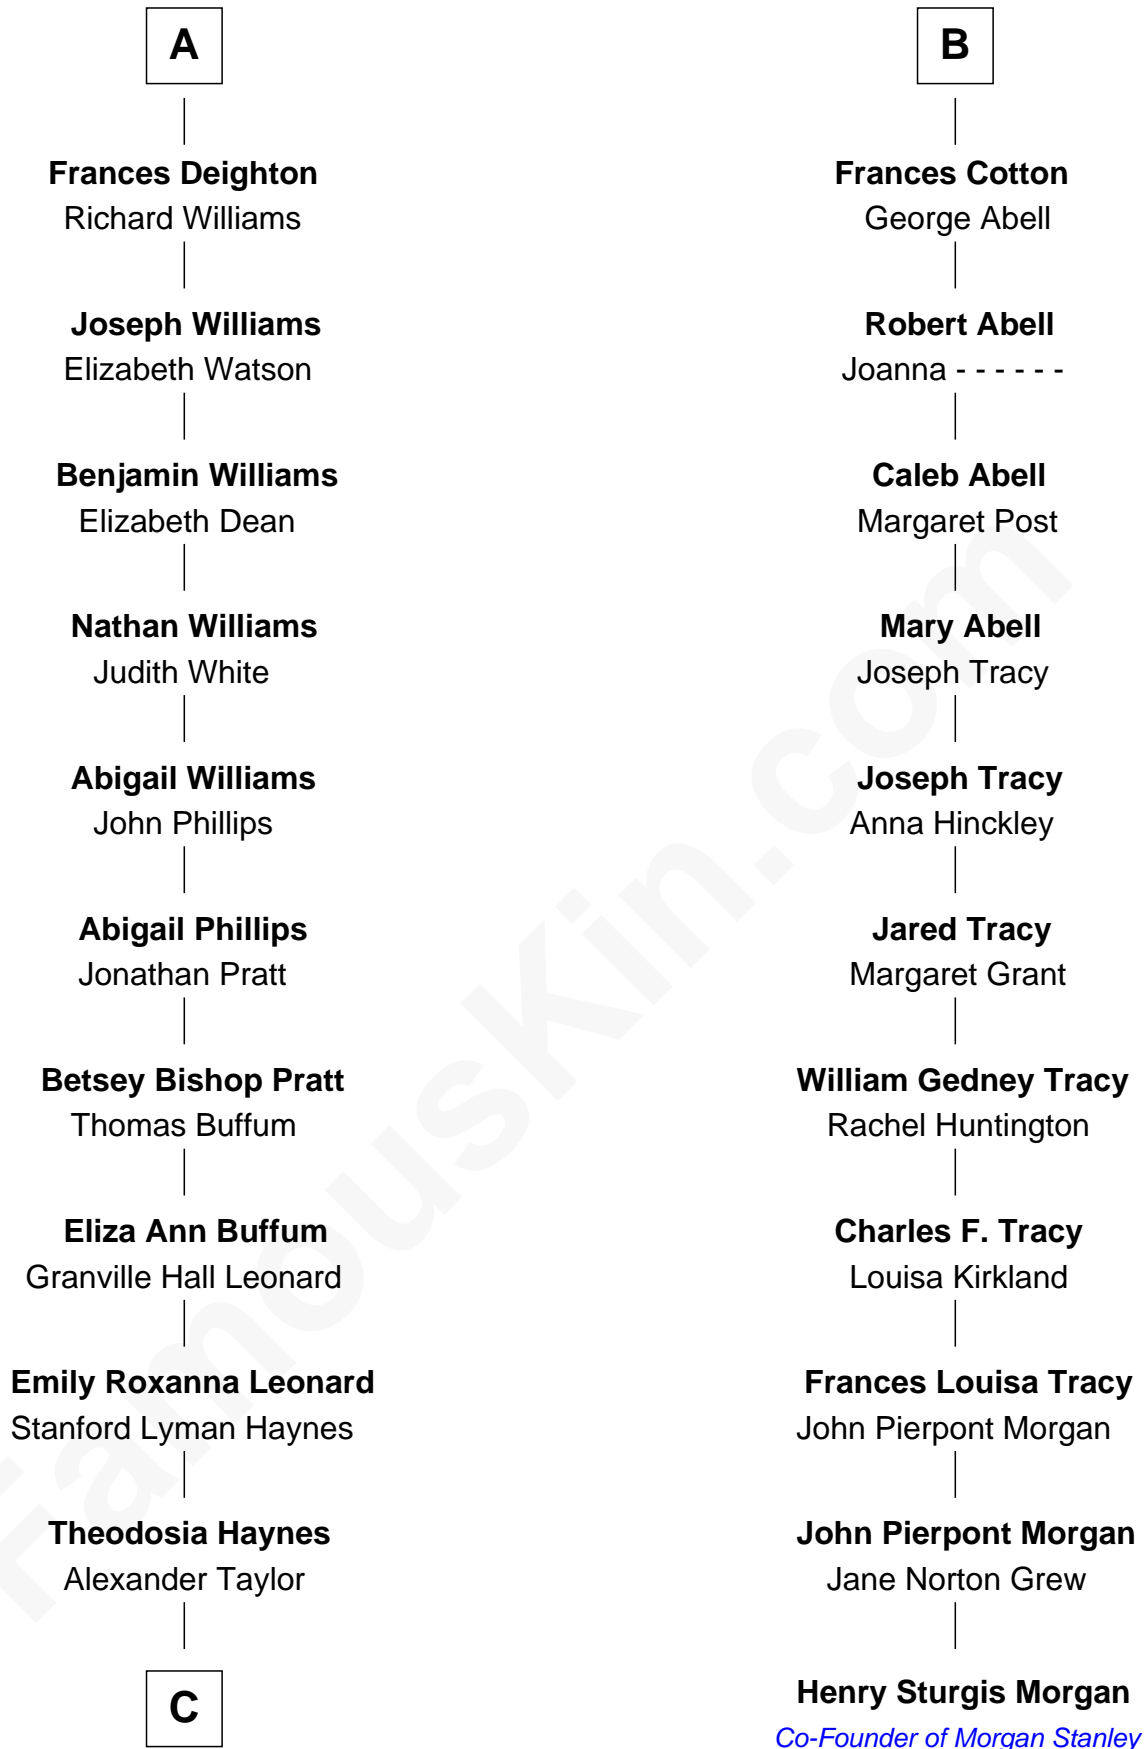 A
Frances Deighton
Richard Williams
Joseph Williams
Elizabeth Watson
Benjamin Williams
Elizabeth Dean
Nathan Williams
Judith White
Abigail Williams
John Phillips
Abigail Phillips
Jonathan Pratt
Betsey Bishop Pratt
Thomas Buffum
Eliza Ann Buffum
Granville Hall Leonard
Emily Roxanna Leonard
Stanford Lyman Haynes
Theodosia Haynes
Alexander Taylor
C
B
Frances Cotton
George Abell
Robert Abell
Joanna - - - - - -
Caleb Abell
Margaret Post
Mary Abell
Joseph Tracy
Joseph Tracy
Anna Hinckley
Jared Tracy
Margaret Grant
William Gedney Tracy
Rachel Huntington
Charles F. Tracy
Louisa Kirkland
Frances Louisa Tracy
John Pierpont Morgan
John Pierpont Morgan
Jane Norton Grew
Henry Sturgis Morgan
Co-Founder of Morgan Stanley
FamousKin.com